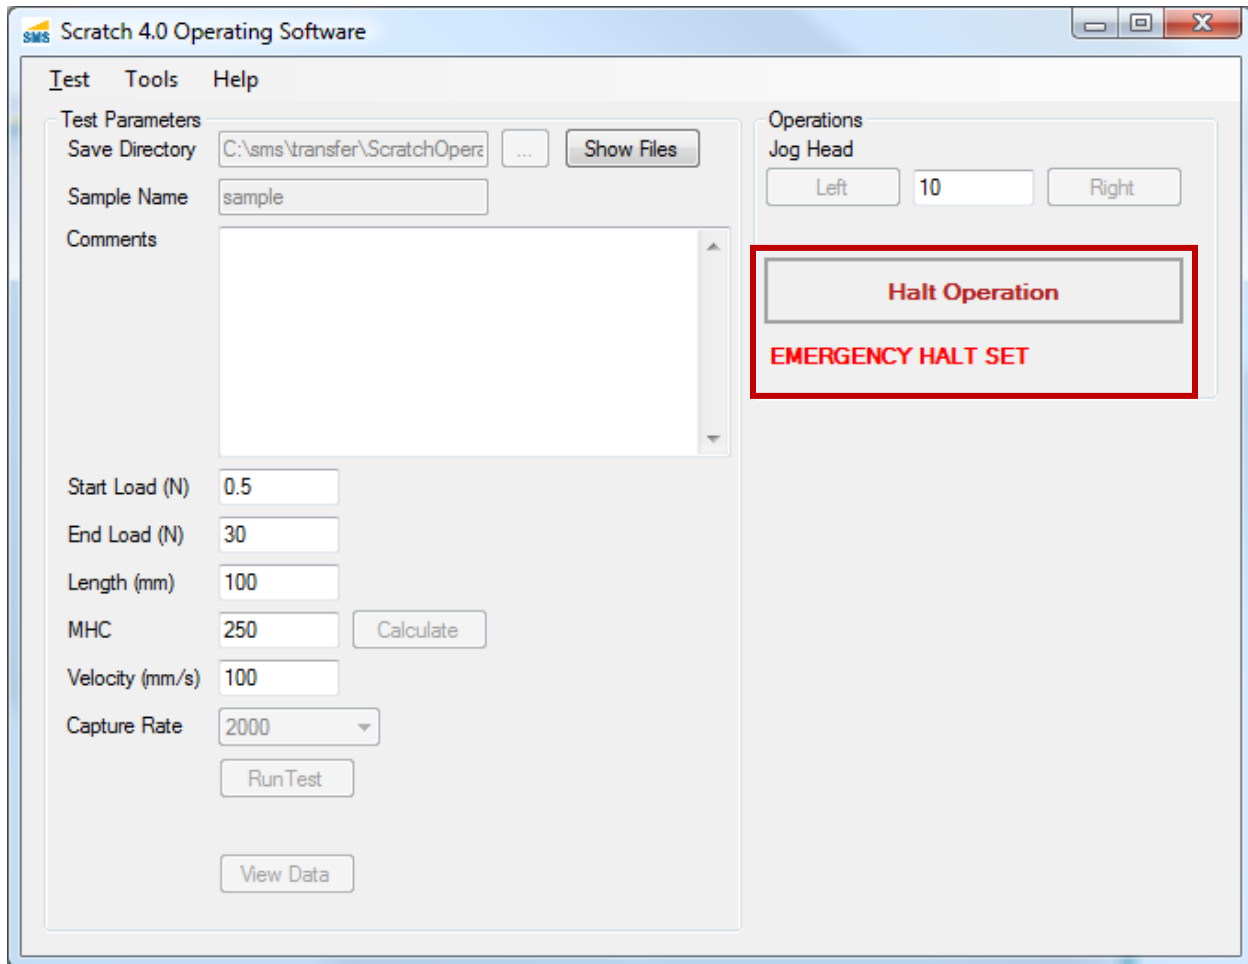 SMS Scratch 4.0 Operating Software
Test Tools Help
Test Parameters
Save Directory C:\sms\transfer\ScratchOpera ... Show Files
Sample Name sample
Comments
Start Load (N) 0.5
End Load (N) 30
Length (mm) 100
MHC 250 Calculate
Velocity (mm/s) 100
Capture Rate 2000
RunTest
View Data
Operations
Jog Head
Left 10 Right
Halt Operation
EMERGENCY HALT SET